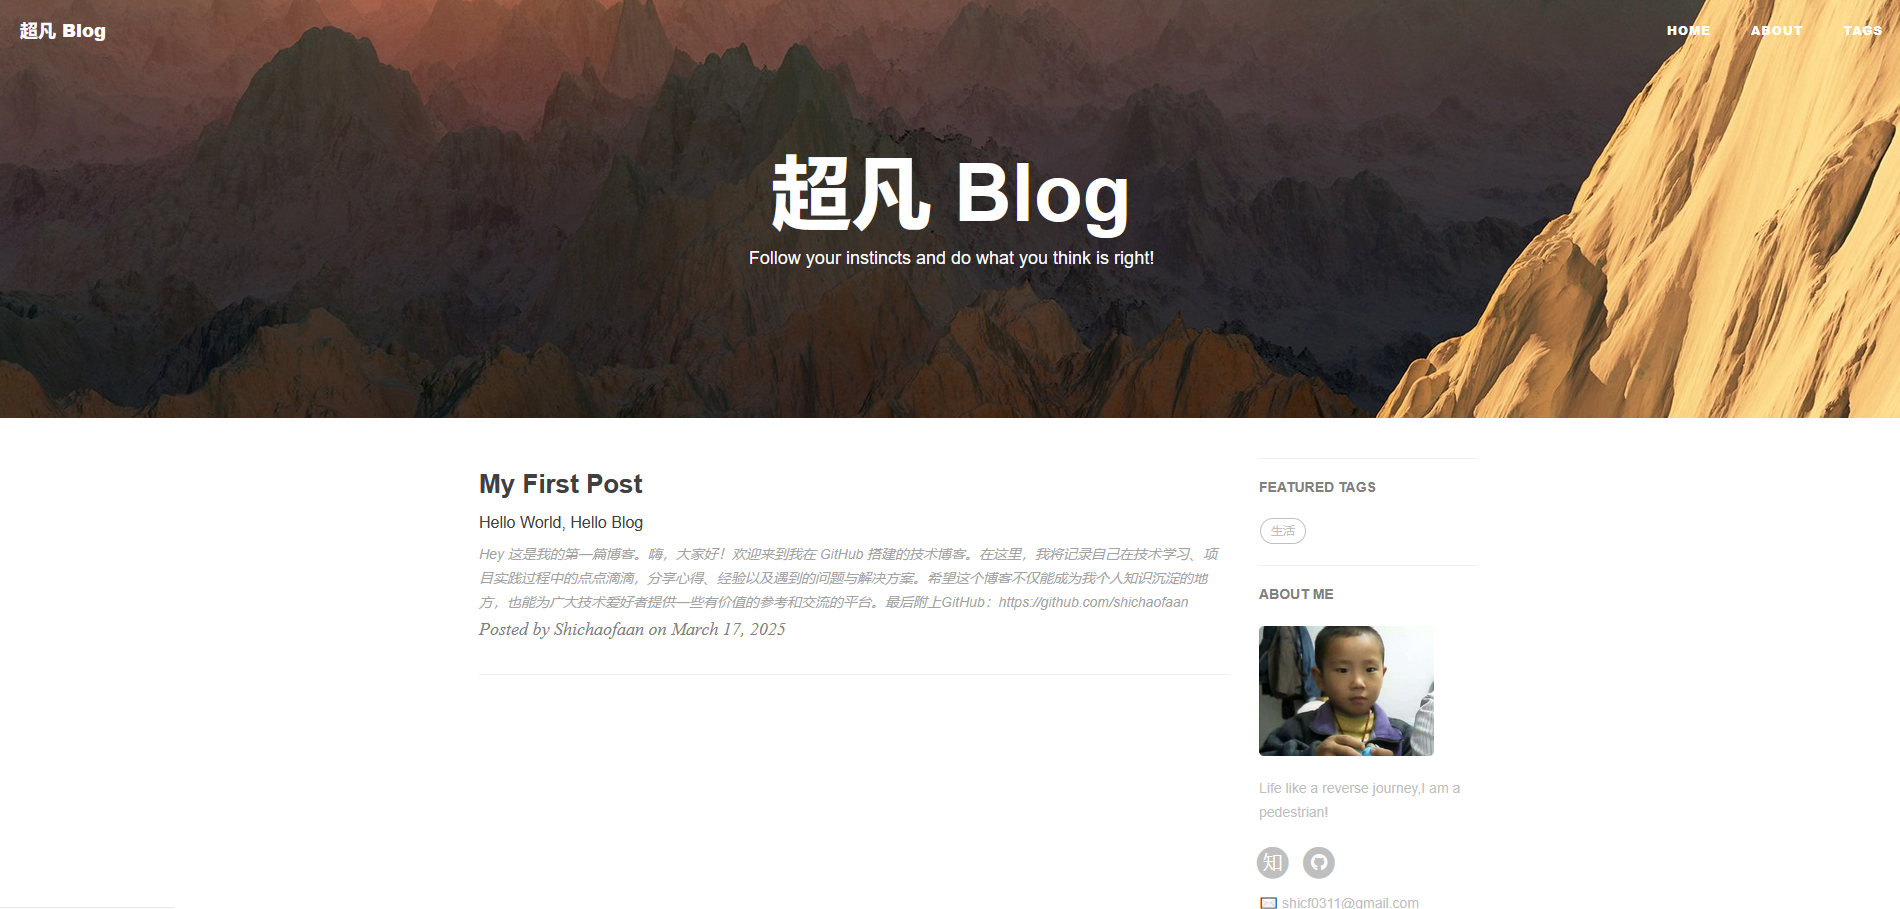 超凡 Blog
HOME ABOUT TAGS
超凡 Blog
Follow your instincts and do what you think is right!
My First Post
Hello World, Hello Blog
Hey 这是我的第一篇博客。嗨，大家好！欢迎来到我在 GitHub 搭建的技术博客。在这里，我将记录自己在技术学习、项
目实践过程中的点点滴滴，分享心得、经验以及遇到的问题与解决方案。希望这个博客不仅能成为我个人知识沉淀的地
方，也能为广大技术爱好者提供一些有价值的参考和交流的平台。最后附上GitHub：https://github.com/shichaofaan
Posted by Shichaofaan on March 17, 2025
FEATURED TAGS
生活
ABOUT ME
Life like a reverse journey,I am a
pedestrian!
知
shicf0311@gmail.com